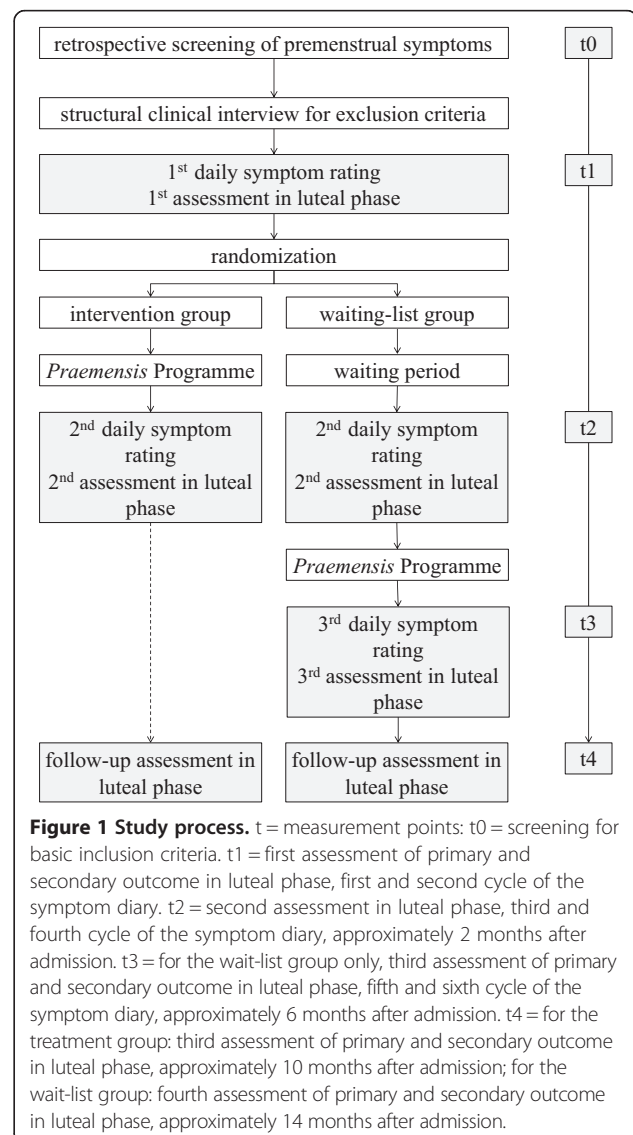 retrospective screening of premenstrual symptoms
t0
structural clinical interview for exclusion criteria
1st daily symptom rating
1st assessment in luteal phase
t1
randomization
intervention group
waiting-list group
Praemensis Programme
waiting period
2nd daily symptom
rating
2nd assessment in luteal
phase
2nd daily symptom
rating
2nd assessment in luteal
phase
t2
Praemensis Programme
3rd daily symptom
rating
3rd assessment in luteal
phase
t3
follow-up assessment in
luteal phase
follow-up assessment in
luteal phase
t4
Figure 1 Study process. t = measurement points: t0 = screening for
basic inclusion criteria. t1 = first assessment of primary and
secondary outcome in luteal phase, first and second cycle of the
symptom diary. t2 = second assessment in luteal phase, third and
fourth cycle of the symptom diary, approximately 2 months after
admission. t3 = for the wait-list group only, third assessment of primary
and secondary outcome in luteal phase, fifth and sixth cycle of the
symptom diary, approximately 6 months after admission. t4 = for the
treatment group: third assessment of primary and secondary outcome
in luteal phase, approximately 10 months after admission; for the
wait-list group: fourth assessment of primary and secondary outcome
in luteal phase, approximately 14 months after admission.